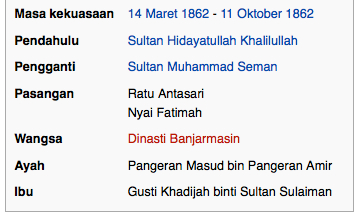 Masa kekuasaan 14 Maret 1862 - 11 Oktober 1862
Pendahulu Sultan Hidayatullah Khalilullah
Pengganti Sultan Muhammad Seman
Pasangan Ratu Antasari
Nyai Fatimah
Wangsa Dinasti Banjarmasin
Ayah Pangeran Masud bin Pangeran Amir
Ibu Gusti Khadijah binti Sultan Sulaiman